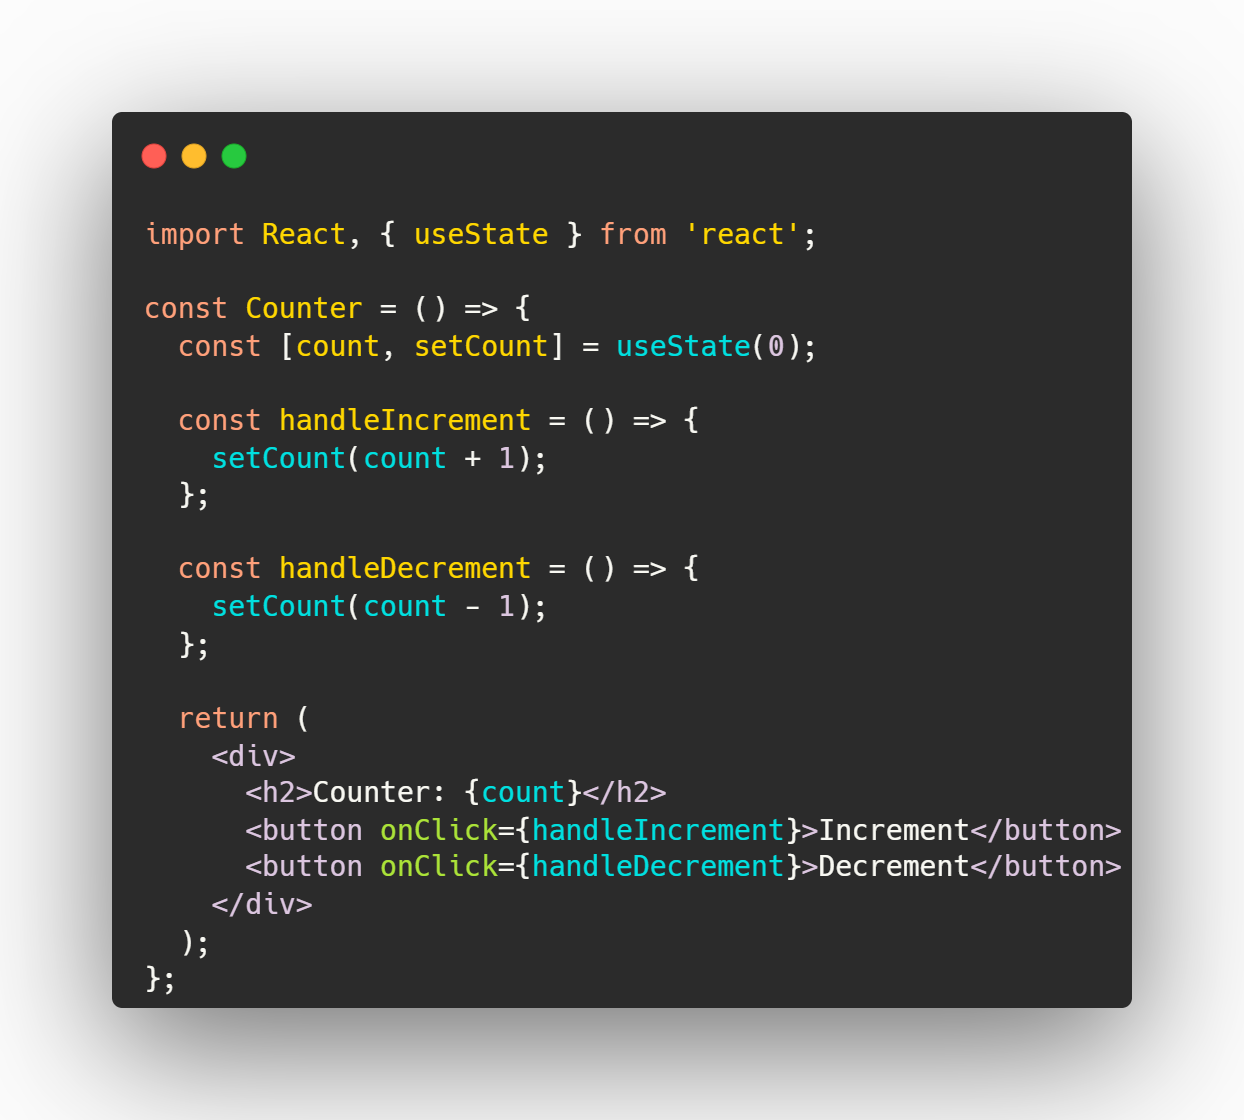 import React, { useState } from 'react';

const Counter = () => {
  const [count, setCount] = useState(0);

  const handleIncrement = () => {
    setCount(count + 1);
  };

  const handleDecrement = () => {
    setCount(count - 1);
  };

  return (
    <div>
      <h2>Counter: {count}</h2>
      <button onClick={handleIncrement}>Increment</button>
      <button onClick={handleDecrement}>Decrement</button>
    </div>
  );
};